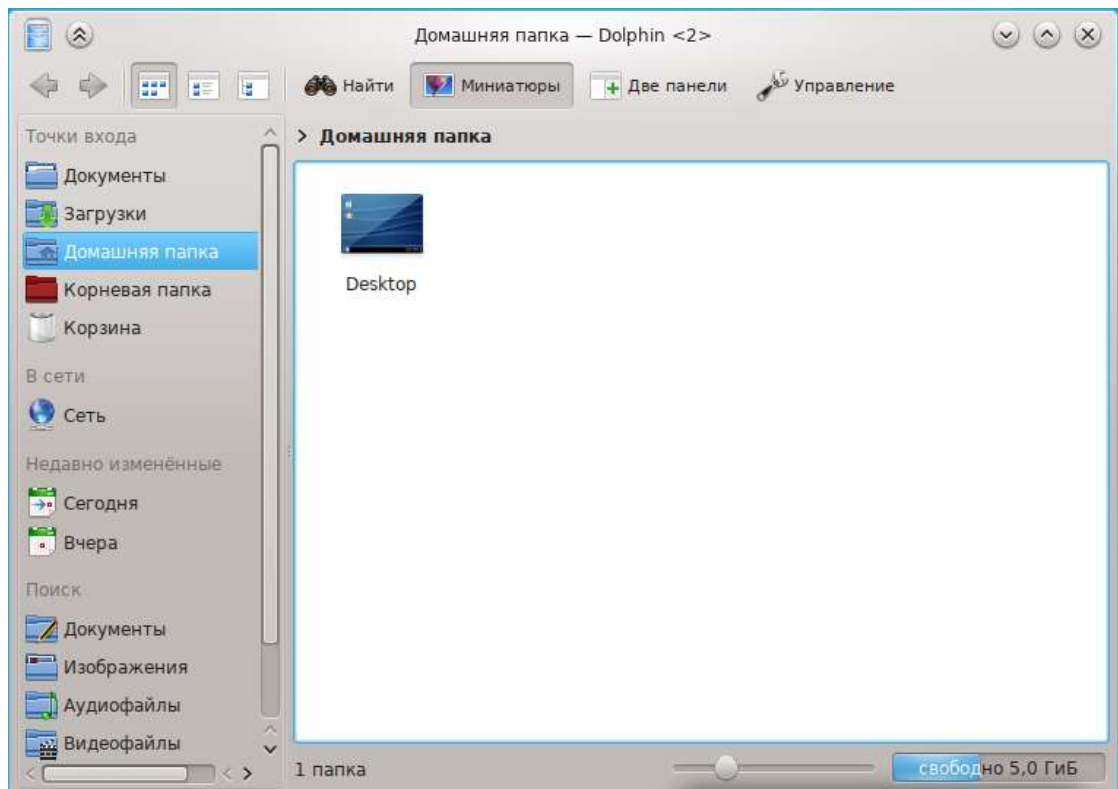 Домашняя папка — Dolphin <2>
Найти Миниатюры Две панели Управление
Точки входа
Документы
Загрузки
Домашняя папка
Корневая папка
Корзина
В сети
Сеть
Недавно изменённые
Сегодня
Вчера
Поиск
Документы
Изображения
Аудиофайлы
Видеофайлы
> Домашняя папка
Desktop
1 папка
свободно 5,0 ГиБ